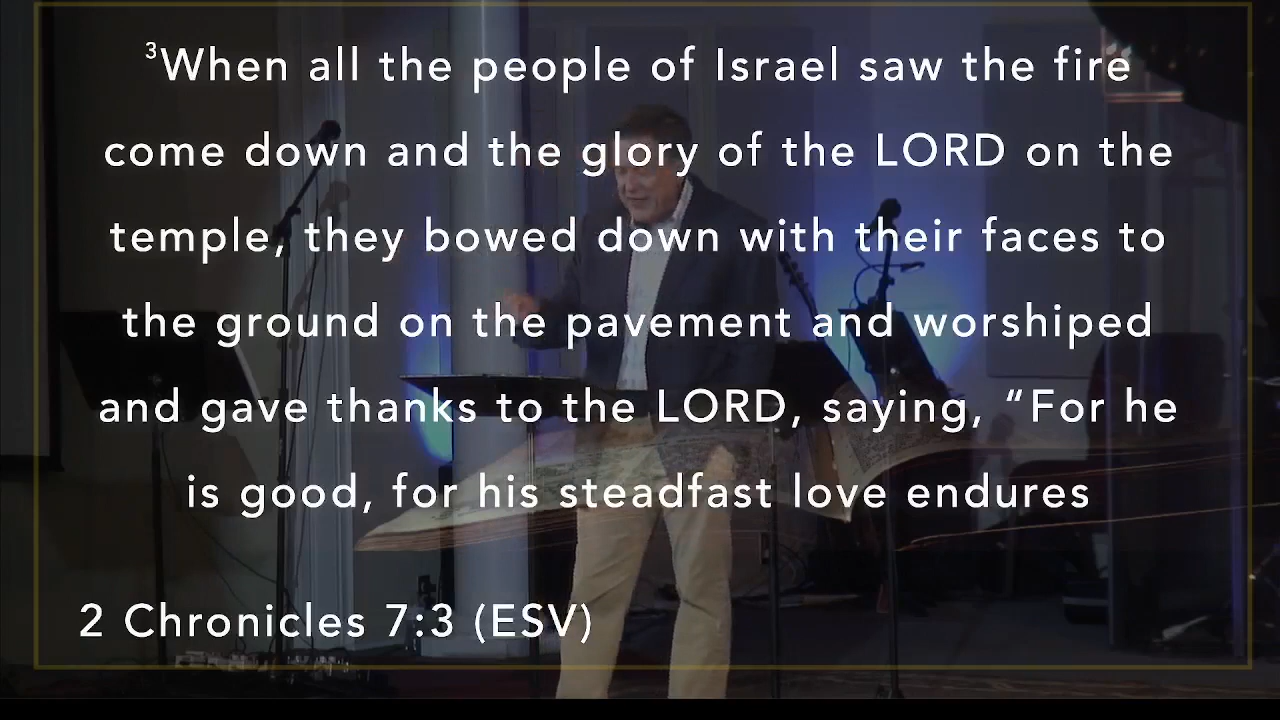 ³When all the people of Israel saw the fire
come down and the glory of the LORD on the
temple, they bowed down with their faces to
the ground on the pavement and worshiped
and gave thanks to the LORD, saying, “For he
is good, for his steadfast love endures
2 Chronicles 7:3 (ESV)